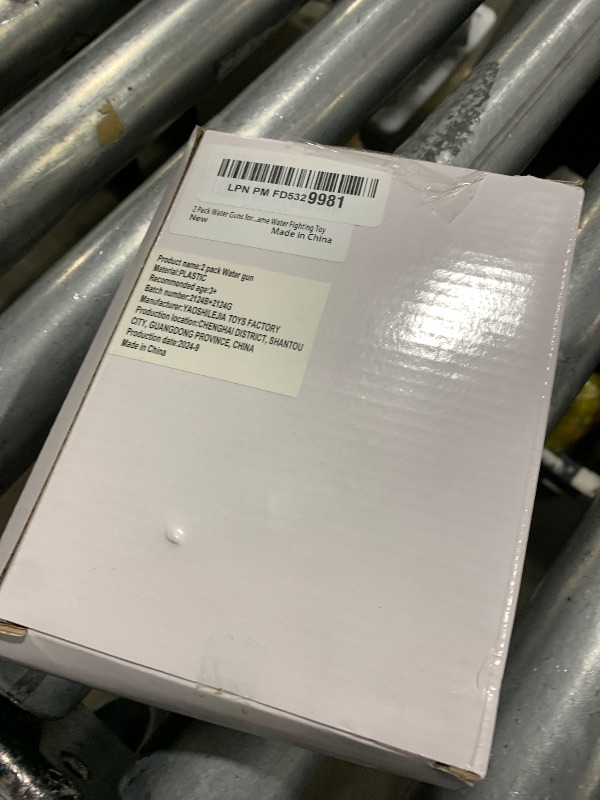 LPN PM FD5329981
2 Pack Water Guns for...ame Water Fighting Toy
New
Made in China
Product name:2 pack Water gun
Material:PLASTIC
Recommended age:3+
Batch number:2124B+2124G
Manufacturer:YAOSHILEJIA TOYS FACTORY
Production location:CHENGHAI DISTRICT, SHANTOU
CITY, GUANGDONG PROVINCE, CHINA
Production date:2024-9
Made in China